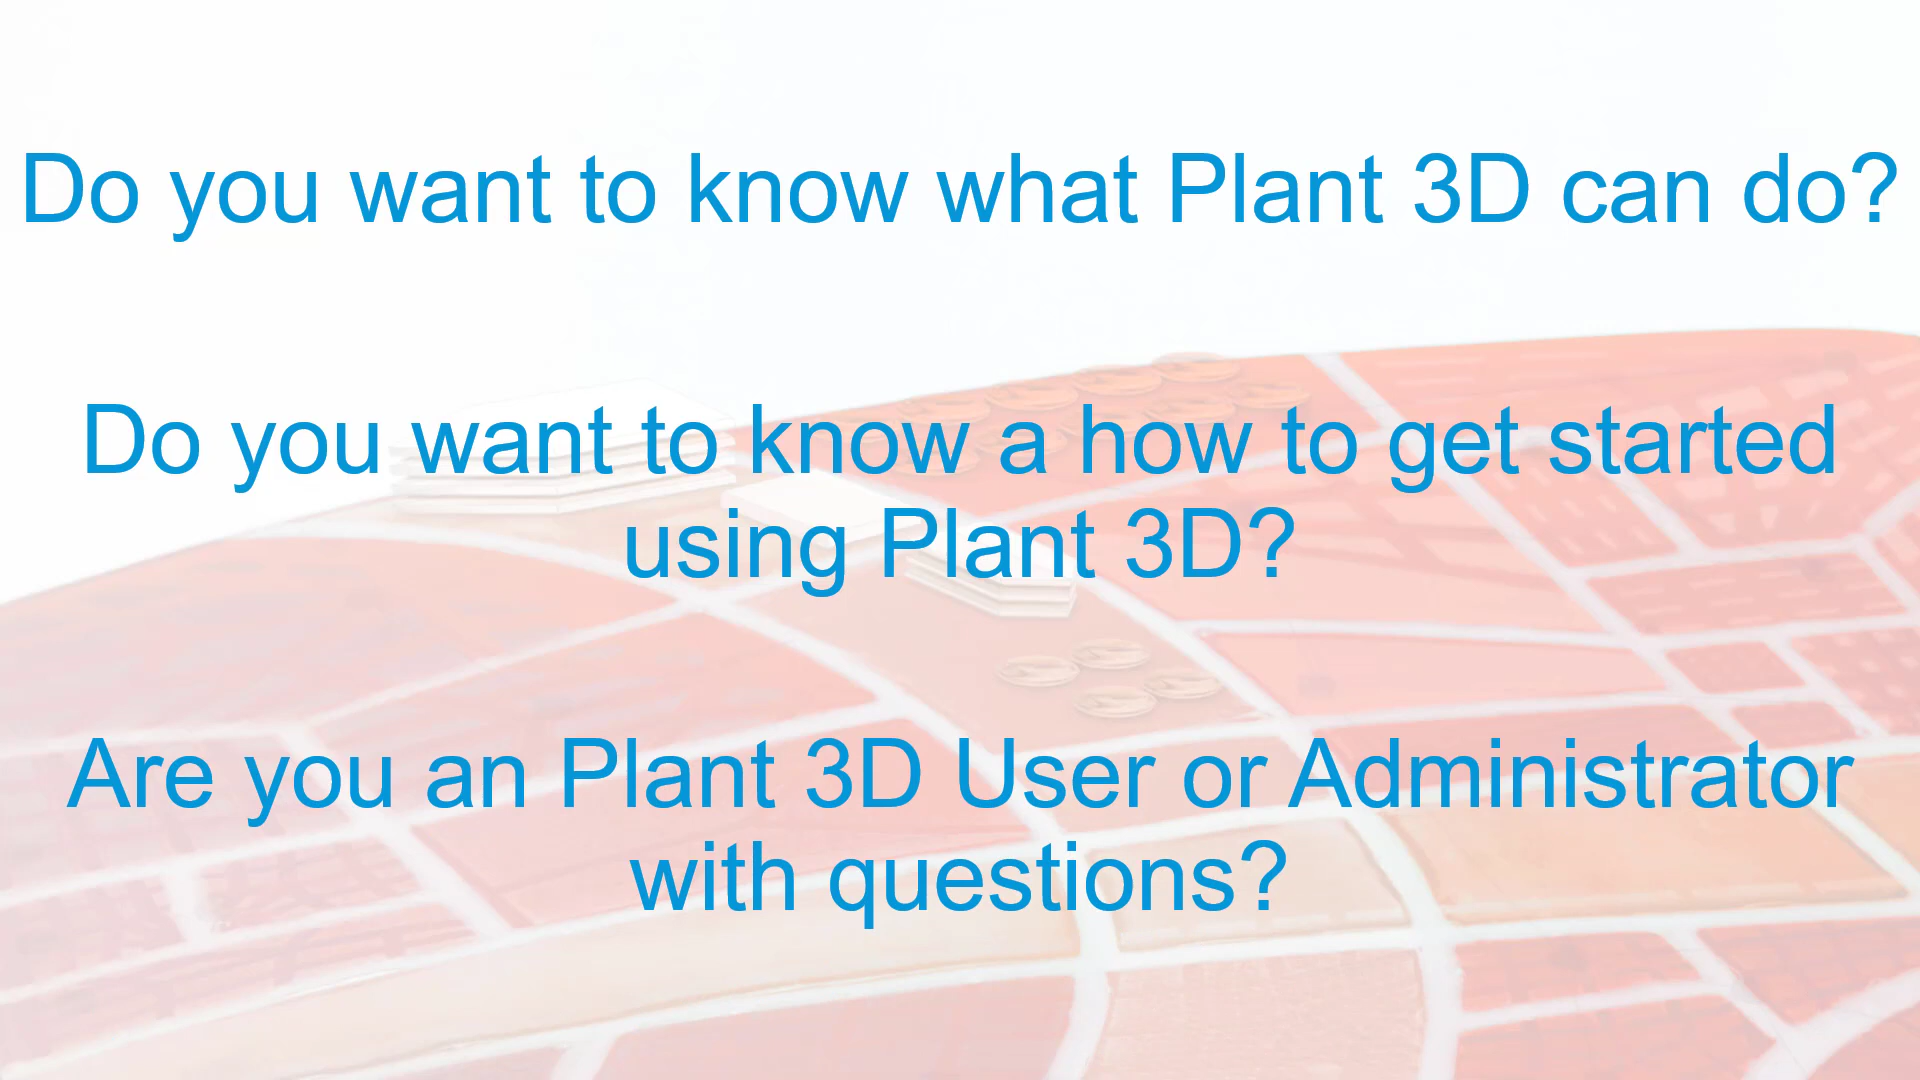 Do you want to know what Plant 3D can do?
Do you want to know a how to get started
using Plant 3D?
Are you an Plant 3D User or Administrator
with questions?